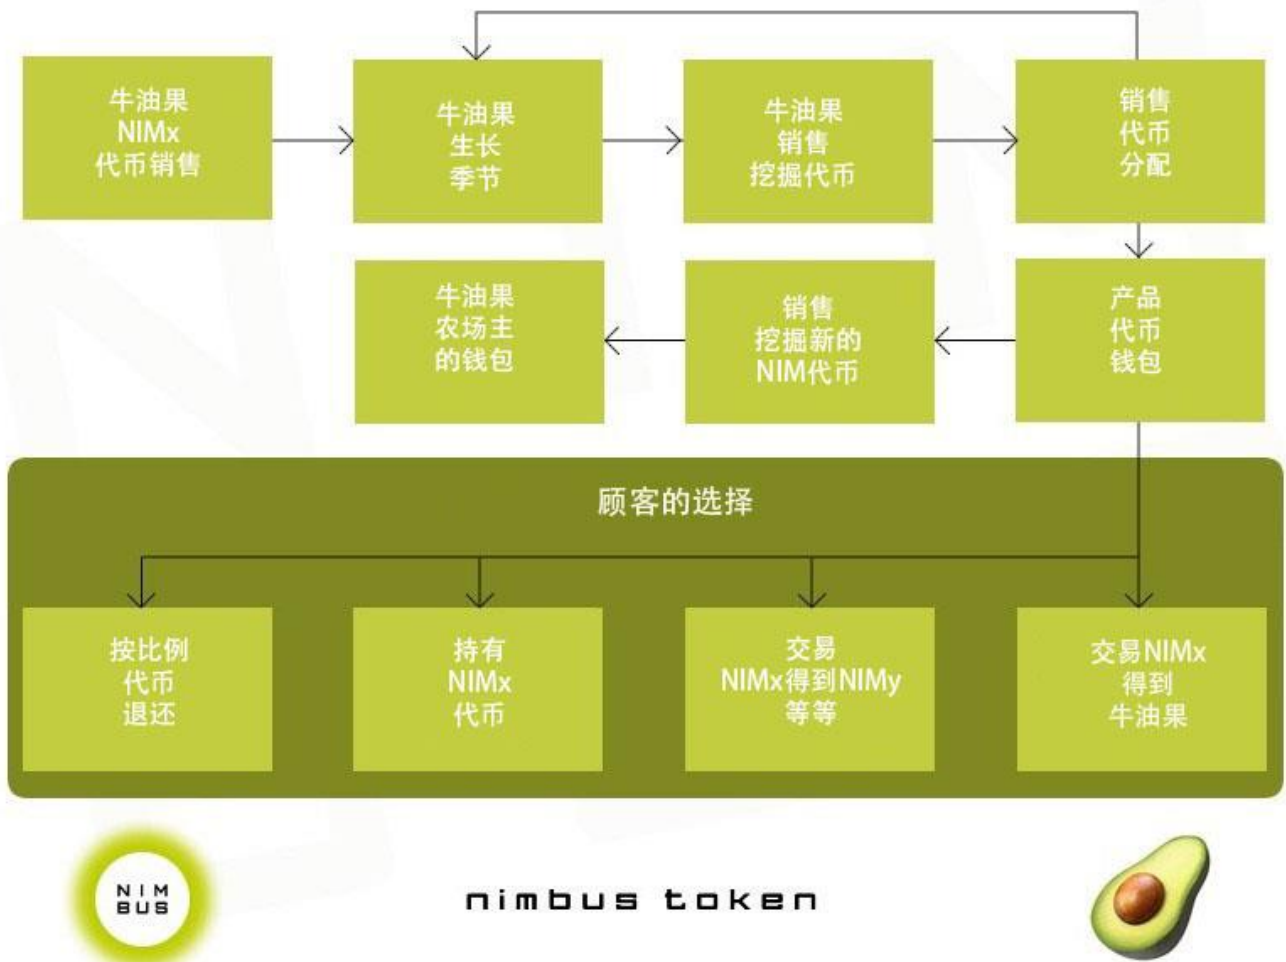 牛油果
NIMx
代币销售
牛油果
生长
季节
牛油果
销售
挖掘代币
销售
代币
分配
牛油果
农场主
的钱包
销售
挖掘新的
NIM代币
产品
代币
钱包
顾客的选择
按比例
代币
退还
持有
NIMx
代币
交易
NIMx得到NIMy
等等
交易NIMx
得到
牛油果
NIM
BUS
nimbus token